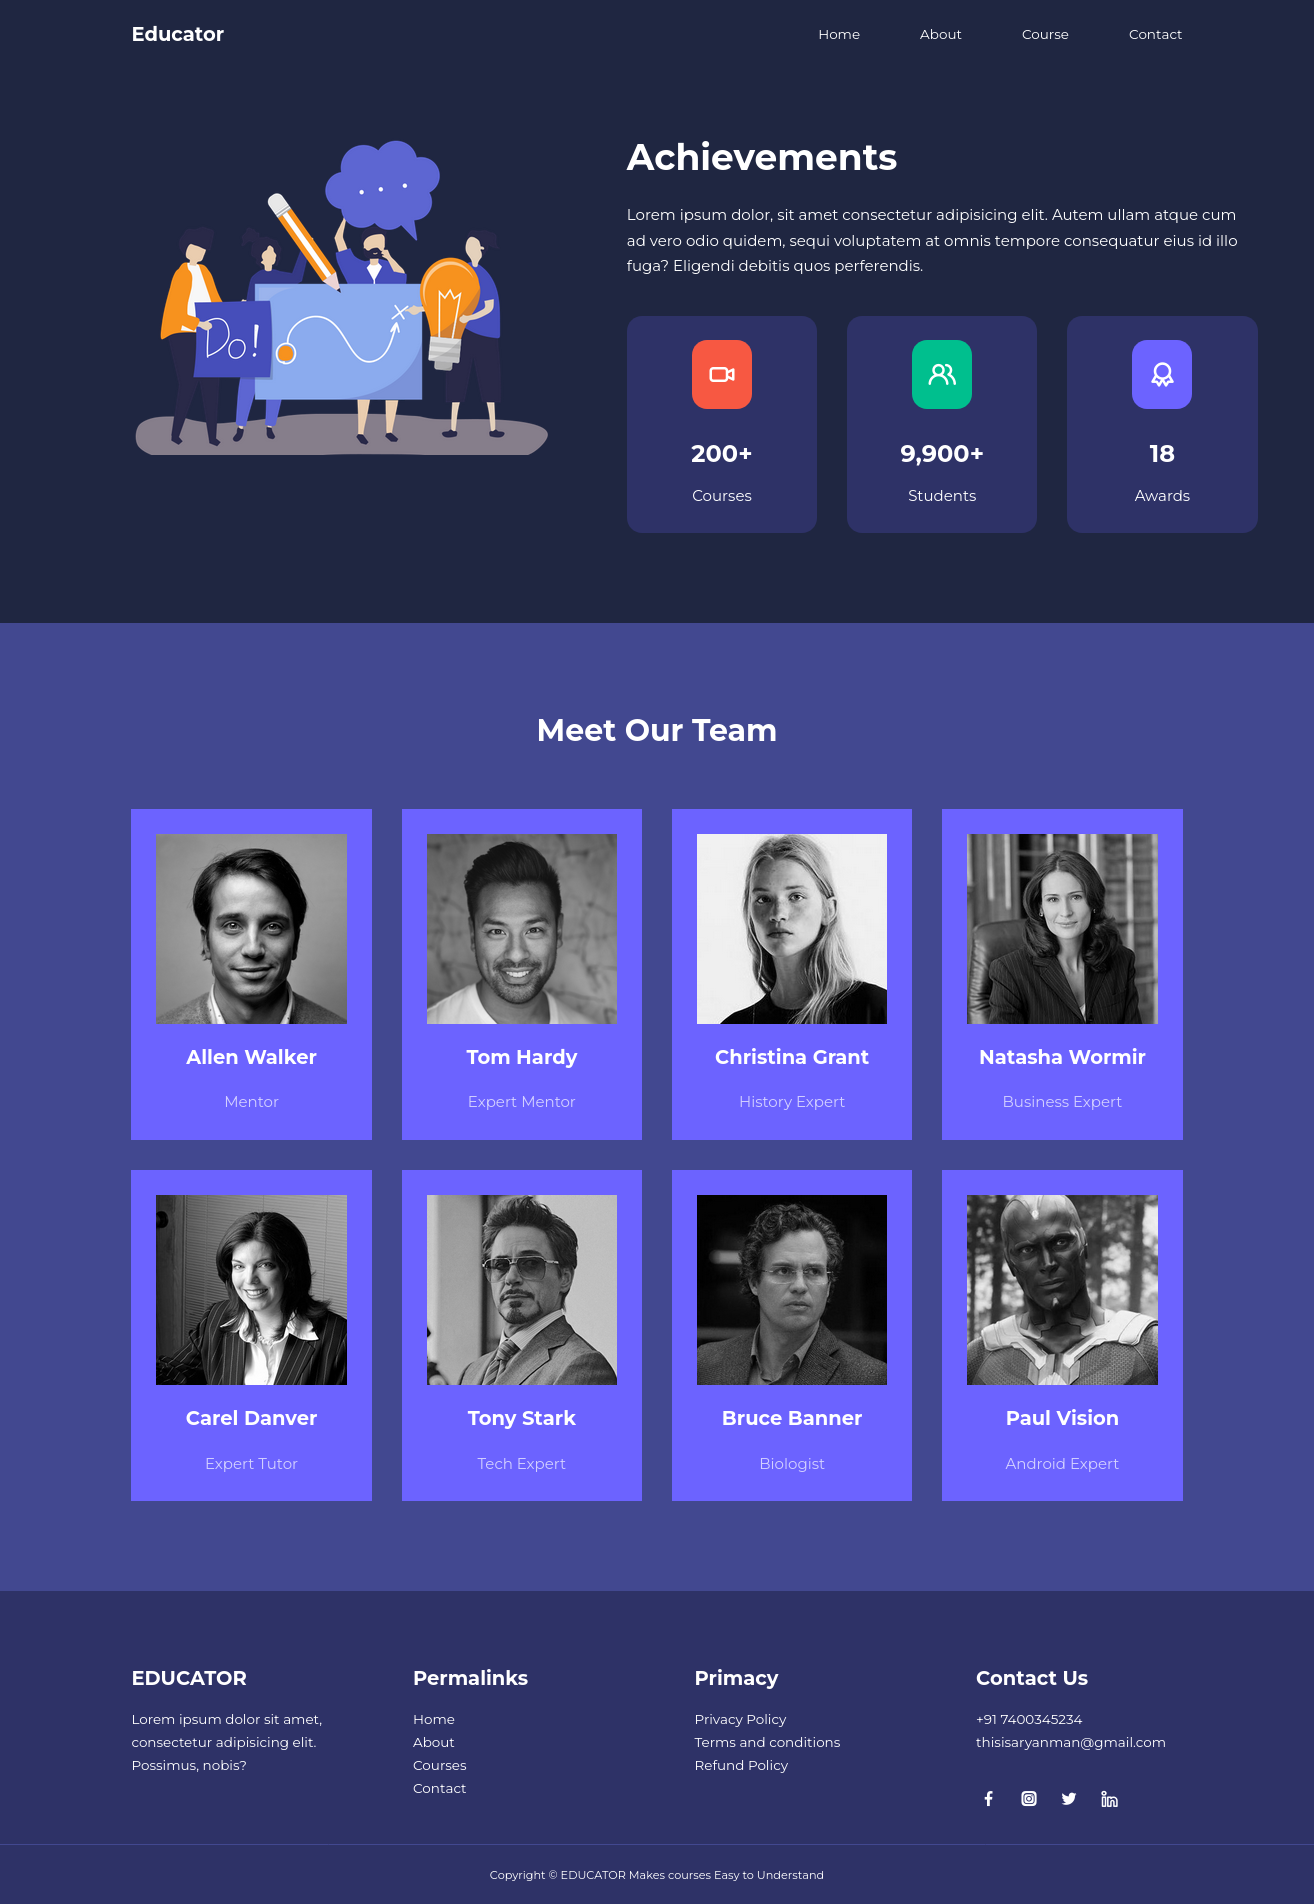 Educator
Home
About
Course
Contact
Do!
Achievements
Lorem ipsum dolor, sit amet consectetur adipisicing elit. Autem ullam atque cum
ad vero odio quidem, sequi voluptatem at omnis tempore consequatur eius id illo
fuga? Eligendi debitis quos perferendis.
200+
Courses
9,900+
Students
18
Awards
Meet Our Team
Allen Walker
Mentor
Tom Hardy
Expert Mentor
Christina Grant
History Expert
Natasha Wormir
Business Expert
Carel Danver
Expert Tutor
Tony Stark
Tech Expert
Bruce Banner
Biologist
Paul Vision
Android Expert
EDUCATOR
Lorem ipsum dolor sit amet,
consectetur adipisicing elit.
Possimus, nobis?
Permalinks
Home
About
Courses
Contact
Primacy
Privacy Policy
Terms and conditions
Refund Policy
Contact Us
+91 7400345234
thisisaryanman@gmail.com
Copyright © EDUCATOR Makes courses Easy to Understand